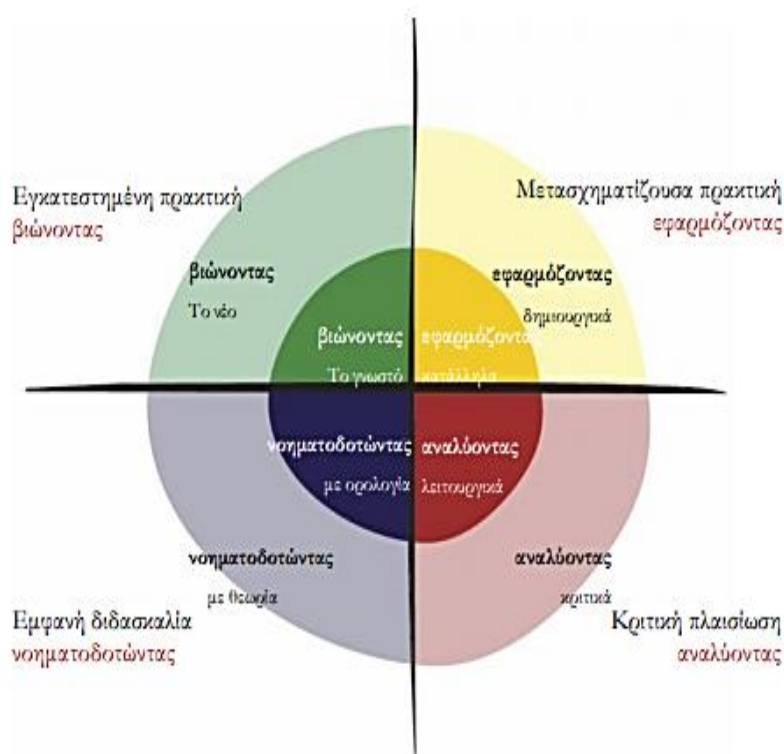 Εγκατεστημένη πρακτική
βιώνοντας
Μετασχηματίζουσα πρακτική
εφαρμόζοντας
βιώνοντας
Το νέο
εφαρμόζοντας
δημιουργικά
βιώνοντας
Το γνωστό
εφαρμόζοντας
κατάλληλα
νοηματοδοτώντας
με ορολογία
αναλύοντας
λειτουργικά
νοηματοδοτώντας
με θεωρία
αναλύοντας
κριτικά
Εμφανή διδασκαλία
νοηματοδοτώντας
Κριτική πλαισίωση
αναλύοντας